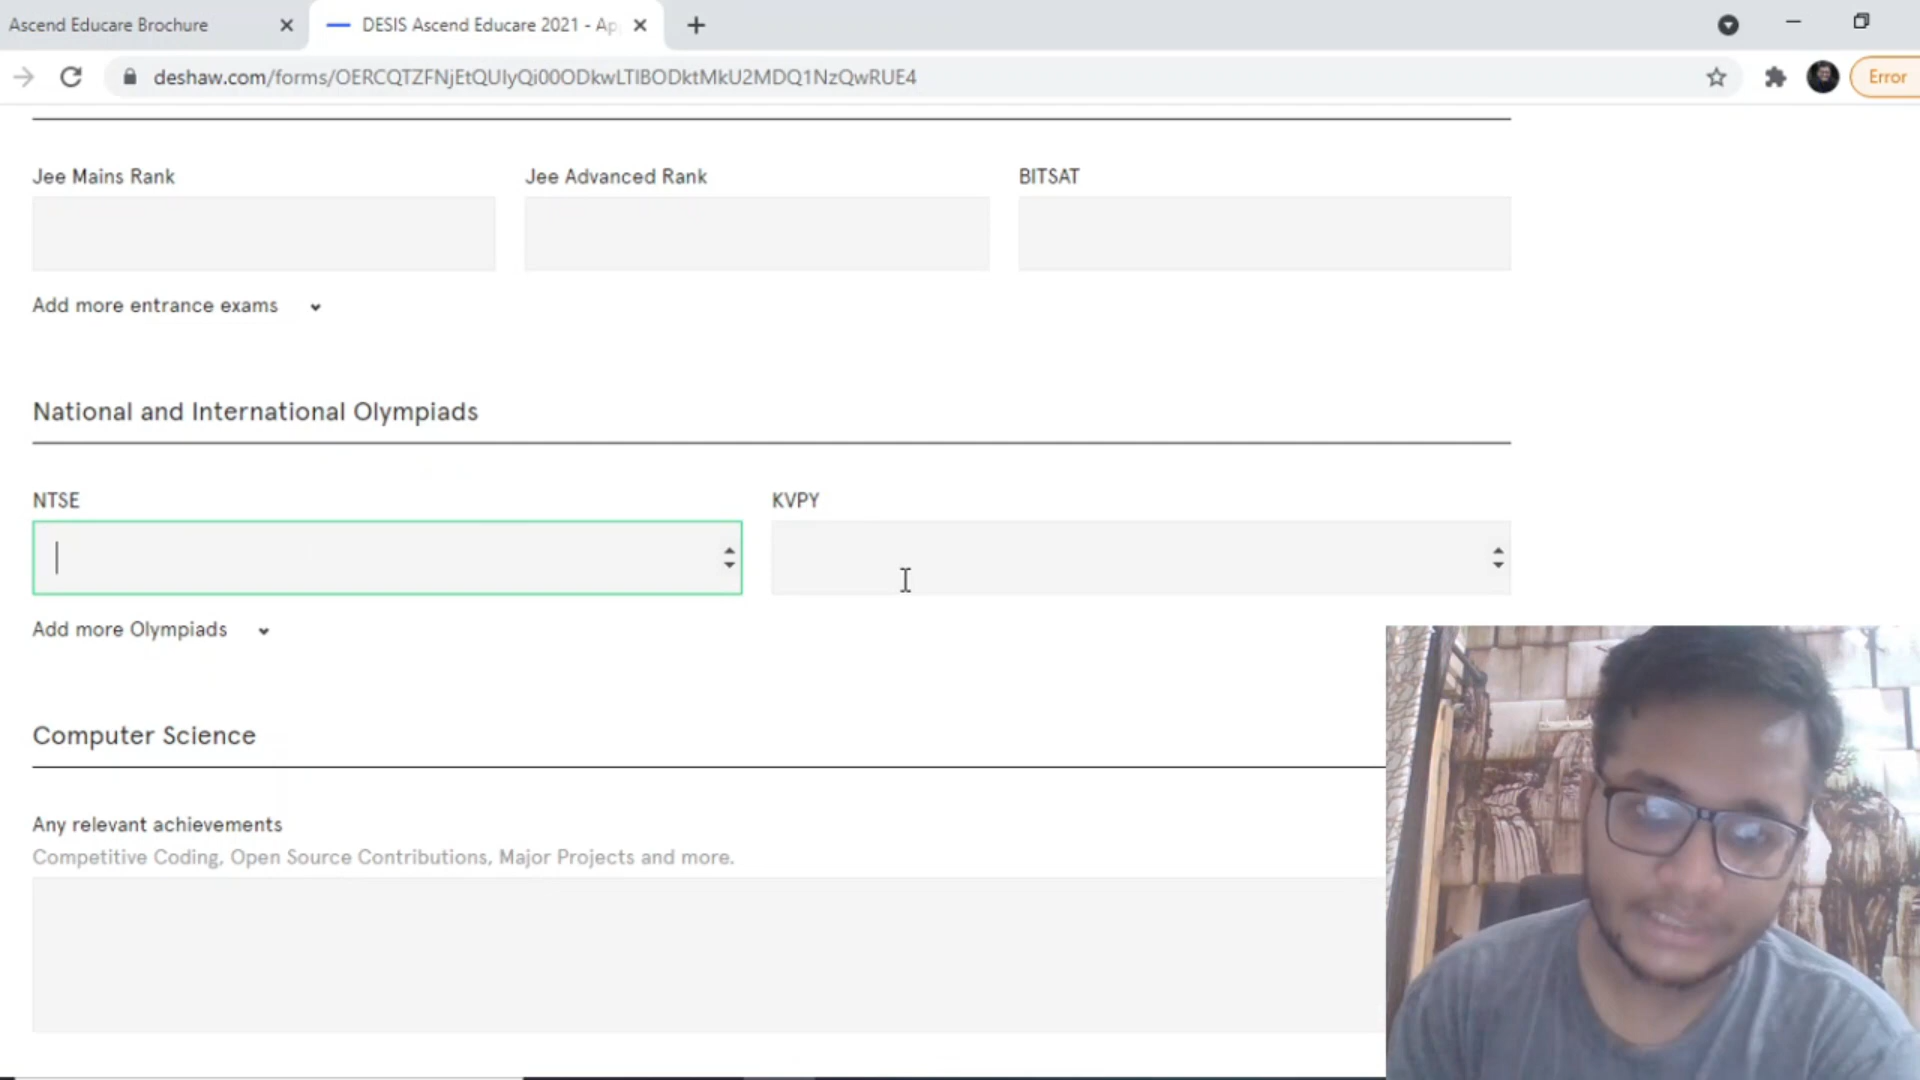 Ascend Educare Brochure
DESIS Ascend Educare 2021 - Ap
deshaw.com/forms/OERCQTZFNjEtQUIyQi00ODkwLTlBODktMkU2MDQ1NzQwRUE4
Error
Jee Mains Rank
Jee Advanced Rank
BITSAT
Add more entrance exams
National and International Olympiads
NTSE
KVPY
Add more Olympiads
Computer Science
Any relevant achievements
Competitive Coding, Open Source Contributions, Major Projects and more.